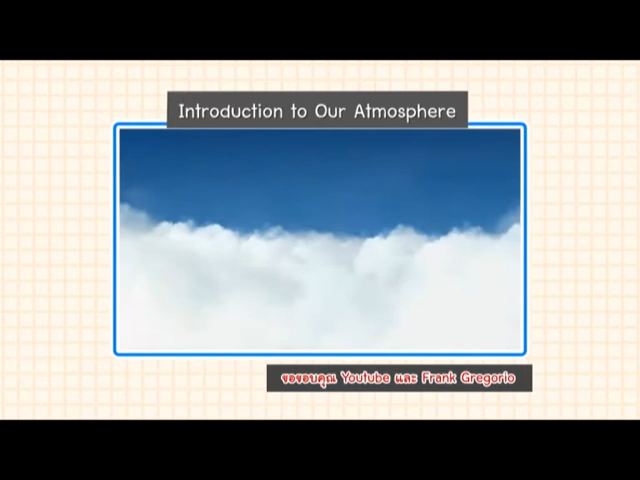 Introduction to Our Atmosphere
ขอขอบคุณ Youtube และ Frank Gregorio